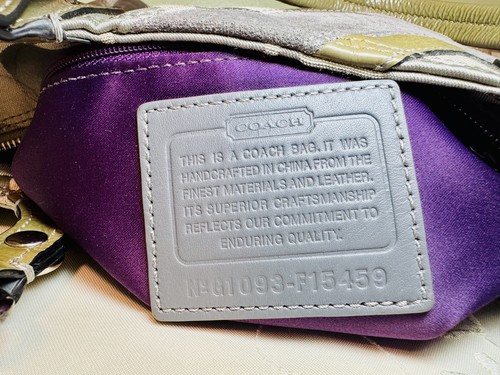 COACH
THIS IS A COACH BAG. IT WAS
HANDCRAFTED IN CHINA FROM THE
FINEST MATERIALS AND LEATHER.
ITS SUPERIOR CRAFTSMANSHIP
REFLECTS OUR COMMITMENT TO
ENDURING QUALITY.
Nº G1093-F15459